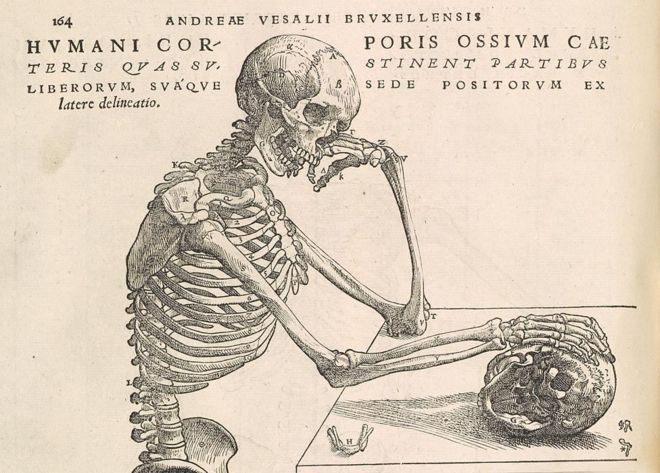 164 ANDREAE VESALII BRVXELLENSIS
HVMANI COR- PORIS OSSIVM CAE
TERIS QVAS SV- STINENT PARTIBVS
LIBERORVM, SVÁQVE SEDE POSITORVM EX
latere delineatio.
A
B
Γ
Z
V
K
k
R
T
H